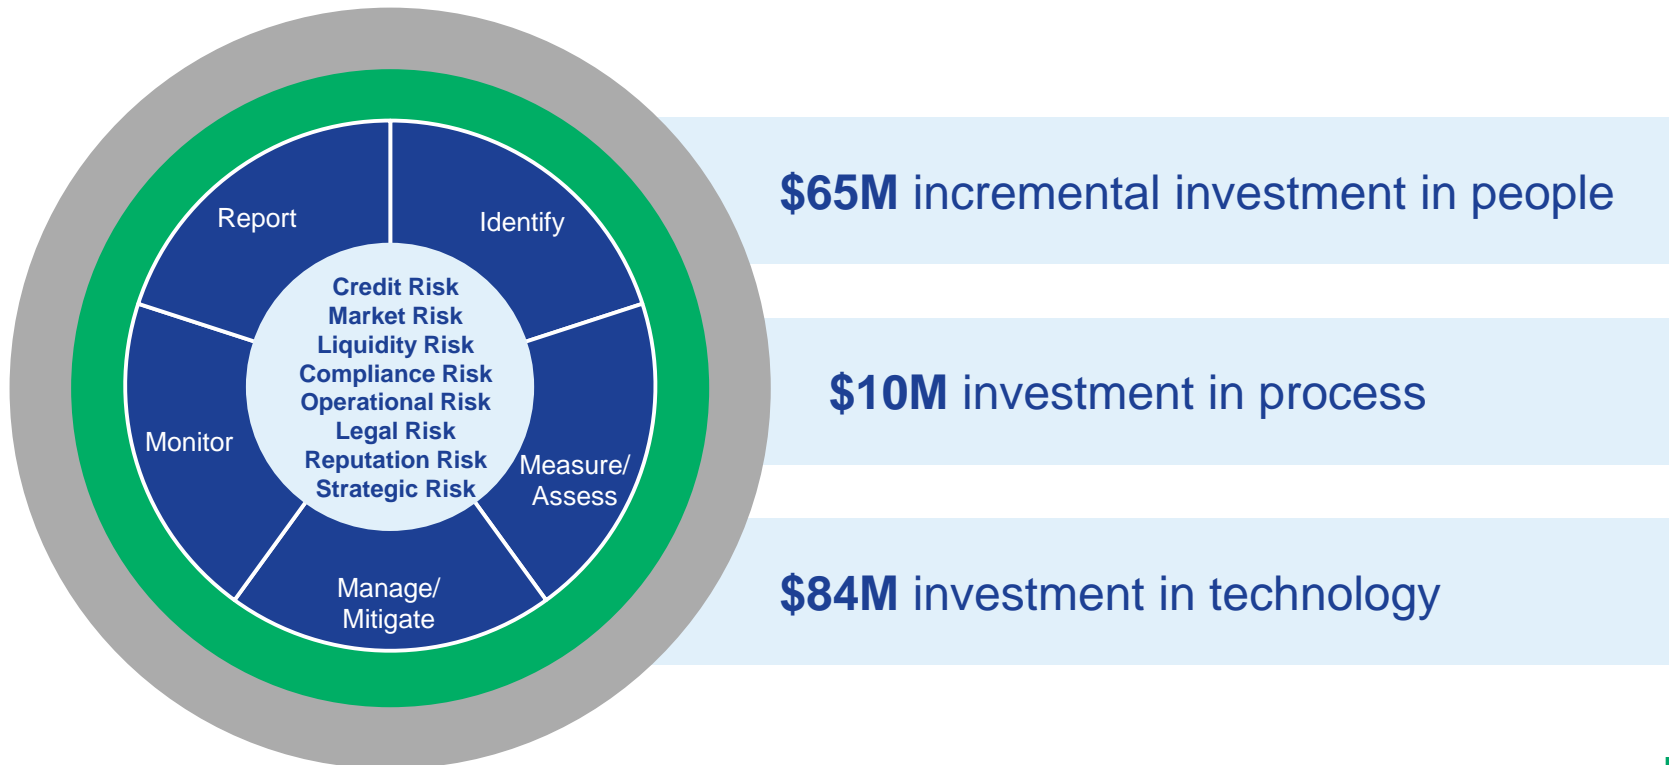 Report
Identify
Credit Risk
Market Risk
Liquidity Risk
Compliance Risk
Operational Risk
Legal Risk
Reputation Risk
Strategic Risk
Monitor
Measure/
Assess
Manage/
Mitigate
$65M incremental investment in people
$10M investment in process
$84M investment in technology